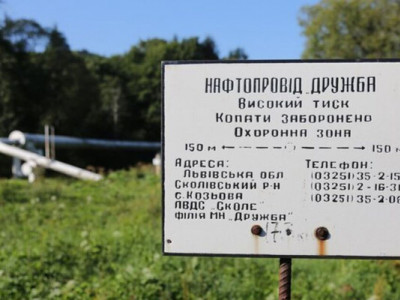 НАФТОПРОВІД „ДРУЖБА"
ВИСОКИЙ ТИСК
КОПАТИ ЗАБОРОНЕНО
ОХОРОННА ЗОНА
150 м 150 м
АДРЕСА: ТЕЛЕФОН:
ЛЬВІВСЬКА ОБЛ (03251) 35-2-15
СКОЛІВСЬКИЙ Р-Н (03251) 2-16-31
С.КОЗЬОВА (03251) 35-2-08
ЛВДС „СКОЛЕ"
ФІЛІЯ МН „ДРУЖБА"